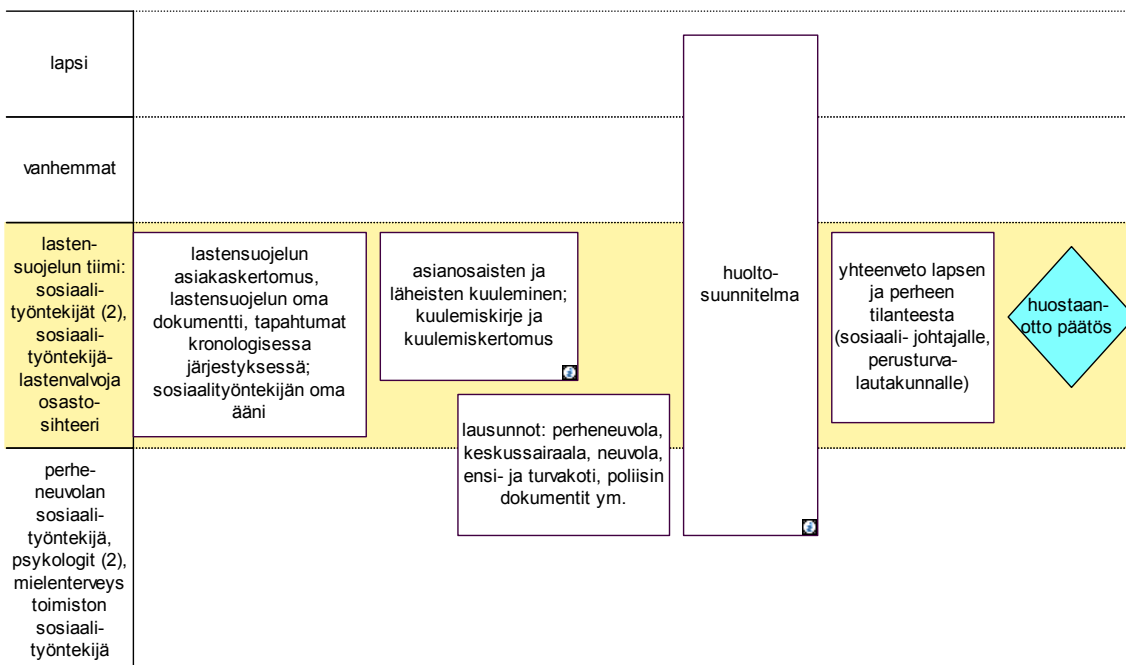 lapsi
vanhemmat
lasten-
suojelun tiimi:
sosiaali-
työntekijät (2),
sosiaali-
työntekijä-
lastenvalvoja
osasto-
sihteeri
lastensuojelun
asiakaskertomus,
lastensuojelun oma
dokumentti, tapahtumat
kronologisessa
järjestyksessä;
sosiaalityöntekijän oma
ääni
asianosaisten ja
läheisten kuuleminen;
kuulemiskirje ja
kuulemiskertomus
lausunnot: perheneuvola,
keskussairaala, neuvola,
ensi- ja turvakoti, poliisin
dokumentit ym.
huolto-
suunnitelma
yhteenveto lapsen
ja perheen
tilanteesta
(sosiaali- johtajalle,
perusturva-
lautakunnalle)
huostaan-
otto päätös
perhe-
neuvolan
sosiaali-
työntekijä,
psykologit (2),
mielenterveys
toimiston
sosiaali-
työntekijä